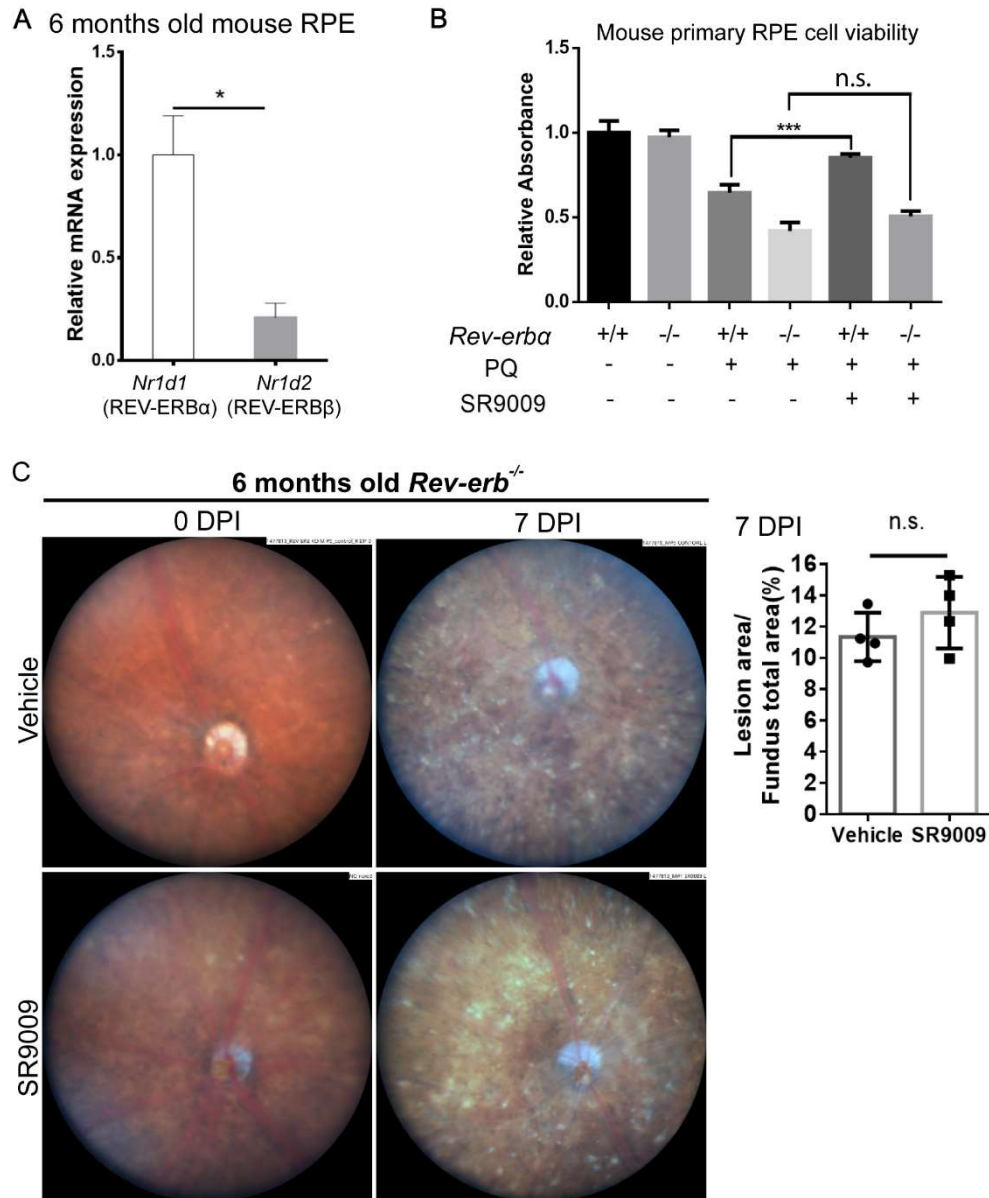 A 6 months old mouse RPE
Relative mRNA expression
1.5
1.0
0.5
0.0
*
Nr1d1
(REV-ERBα)
Nr1d2
(REV-ERBβ)
B
Mouse primary RPE cell viability
Relative Absorbance
1.5
1.0
0.5
0.0
***
n.s.
Rev-erbα +/+ -/- +/+ -/- +/+ -/-
PQ - - + + + +
SR9009 - - - - + +
C
6 months old Rev-erb-/-
0 DPI 7 DPI
Vehicle
SR9009
7 DPI
n.s.
Lesion area/
Fundus total area(%)
16
14
12
10
8
6
4
2
0
Vehicle SR9009